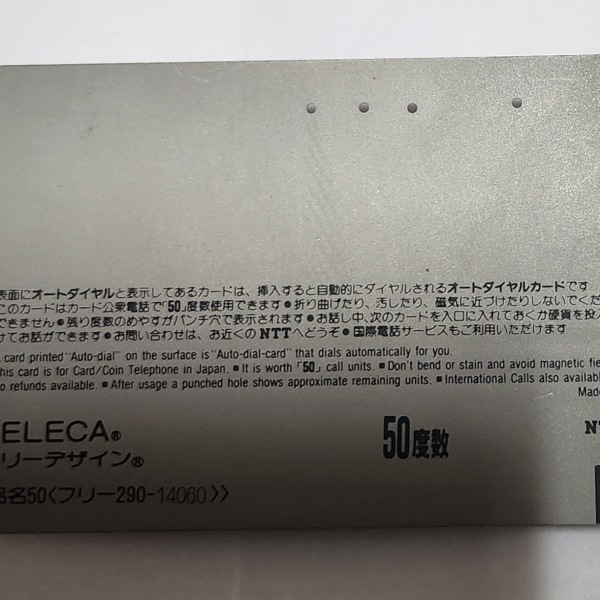 表面にオートダイヤルと表示してあるカードは、挿入すると自動的にダイヤルされるオートダイヤルカードです
このカードはカード公衆電話で「50」度数使用できます●折り曲げたり、汚したり、磁気に近づけたりしないでくだ
できません●残り度数のめやすがパンチ穴で表示されます●お話し中、次のカードを入口に入れておくか硬貨を投入
けてお話ができます●お問い合わせは、お近くのNTTへどうぞ●国際電話サービスもご利用いただけます
card printed "Auto-dial" on the surface is "Auto-dial-card" that dials automatically for you.
his card is for Card/Coin Telephone in Japan. ■ It is worth「50」call units. ■ Don't bend or stain and avoid magnetic fie
o refunds available. ■ After usage a punched hole shows approximate remaining units. ■ International Calls also available
Made
ELECA®
50度数
NT
リーデザイン®
品名50〈フリー290-14060〉》